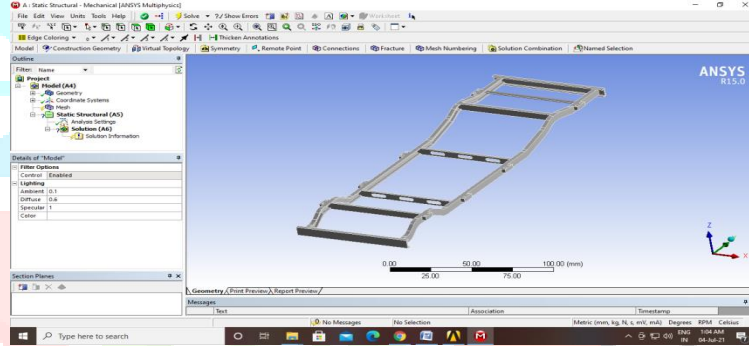 A : Static Structural - Mechanical [ANSYS Multiphysics]
File Edit View Units Tools Help Solve ?/Show Errors Worksheet
Edge Coloring Thicken Annotations
Model Construction Geometry Virtual Topology Symmetry Remote Point Connections Fracture Mesh Numbering Solution Combination Named Selection
Outline
Filter: Name
Project
Model (A4)
Geometry
Coordinate Systems
Mesh
Static Structural (A5)
Analysis Settings
Solution (A6)
Solution Information
Details of "Model"
Filter Options
Control Enabled
Lighting
Ambient 0.1
Diffuse 0.6
Specular 1
Color
Section Planes
ANSYS
R15.0
Z
X
0.00 50.00 100.00 (mm)
25.00 75.00
Geometry Print Preview Report Preview
Messages
Text Association Timestamp
No Messages No Selection Metric (mm, kg, N, s, mV, mA) Degrees RPM Celsius
Type here to search
ENG 1:04 AM
IN 04-Jul-21